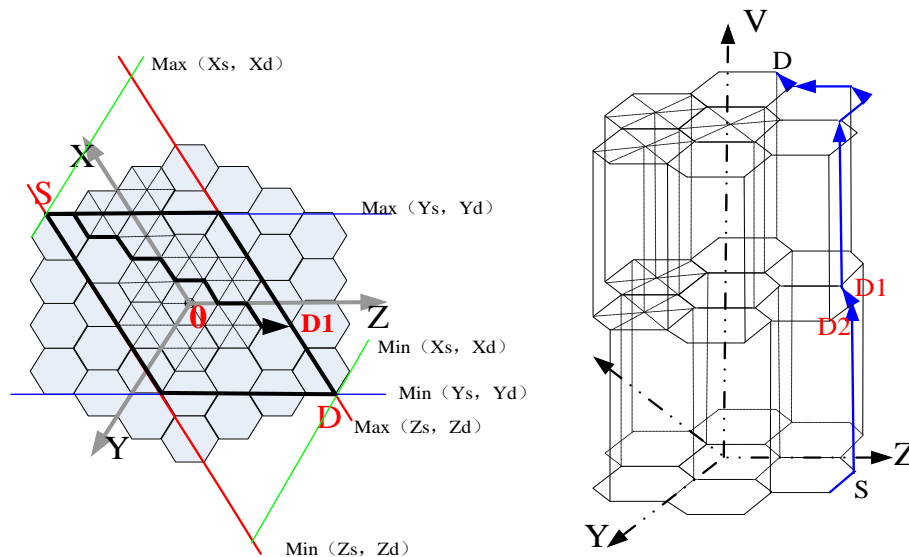 Max（Xs，Xd）
X
S
Max（Ys，Yd）
0
D1
Z
Min（Xs，Xd）
Min（Ys，Yd）
D
Max（Zs，Zd）
Y
Min（Zs，Zd）
V
D
D1
D2
Z
S
Y